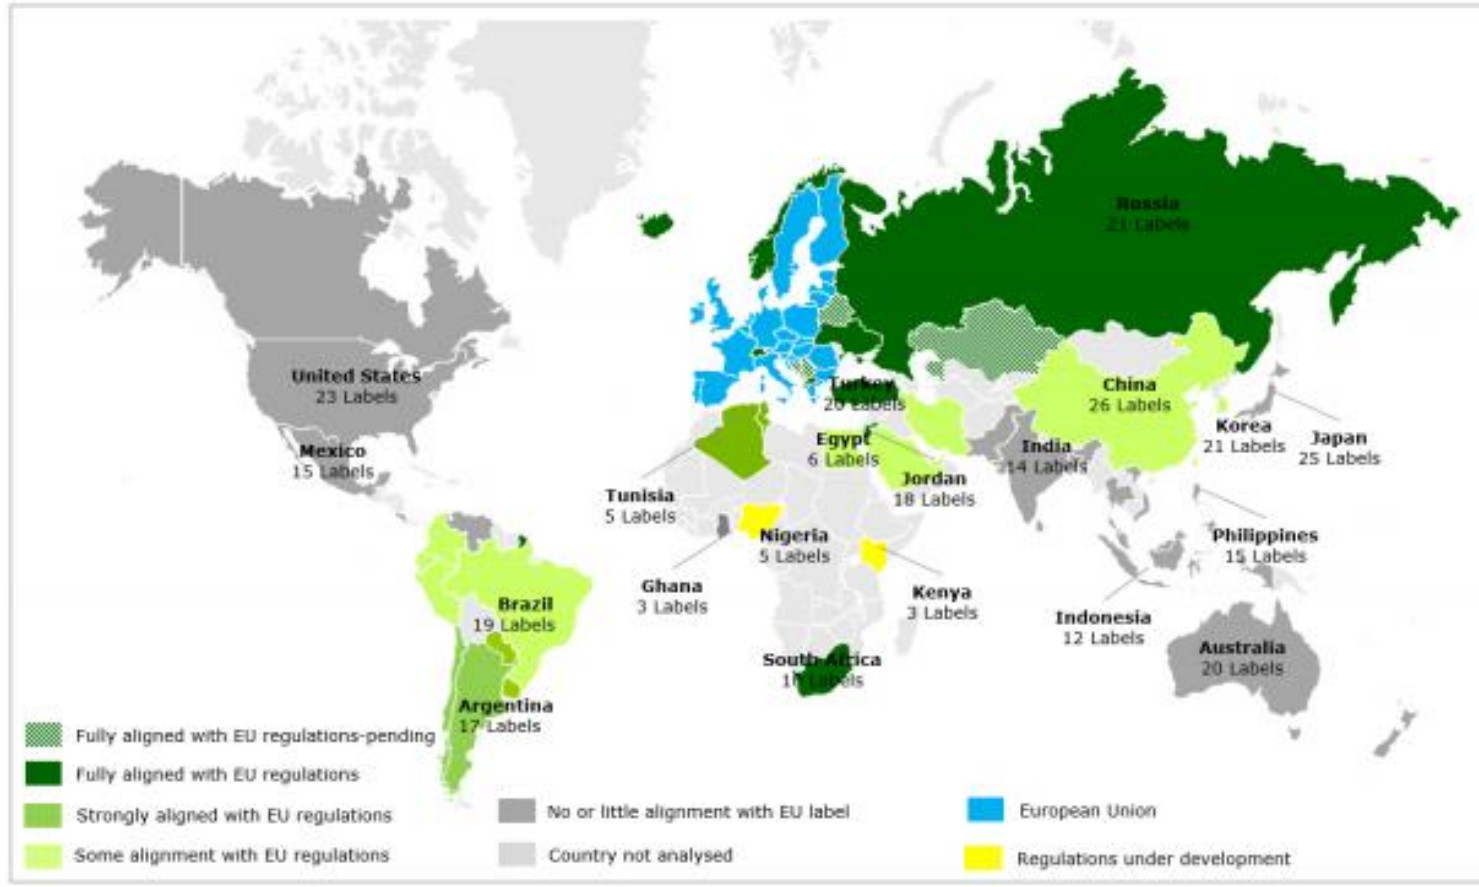 Russia
21 Labels
United States
23 Labels
Mexico
15 Labels
Turkey
20 Labels
China
26 Labels
Korea
21 Labels
Japan
25 Labels
Egypt
6 Labels
India
14 Labels
Jordan
18 Labels
Tunisia
5 Labels
Nigeria
5 Labels
Philippines
15 Labels
Ghana
3 Labels
Kenya
3 Labels
Brazil
19 Labels
Indonesia
12 Labels
Australia
20 Labels
South Africa
Labels
Argentina
17 Labels
Fully aligned with EU regulations-pending
Fully aligned with EU regulations
Strongly aligned with EU regulations
Some alignment with EU regulations
No or little alignment with EU label
Country not analysed
European Union
Regulations under development